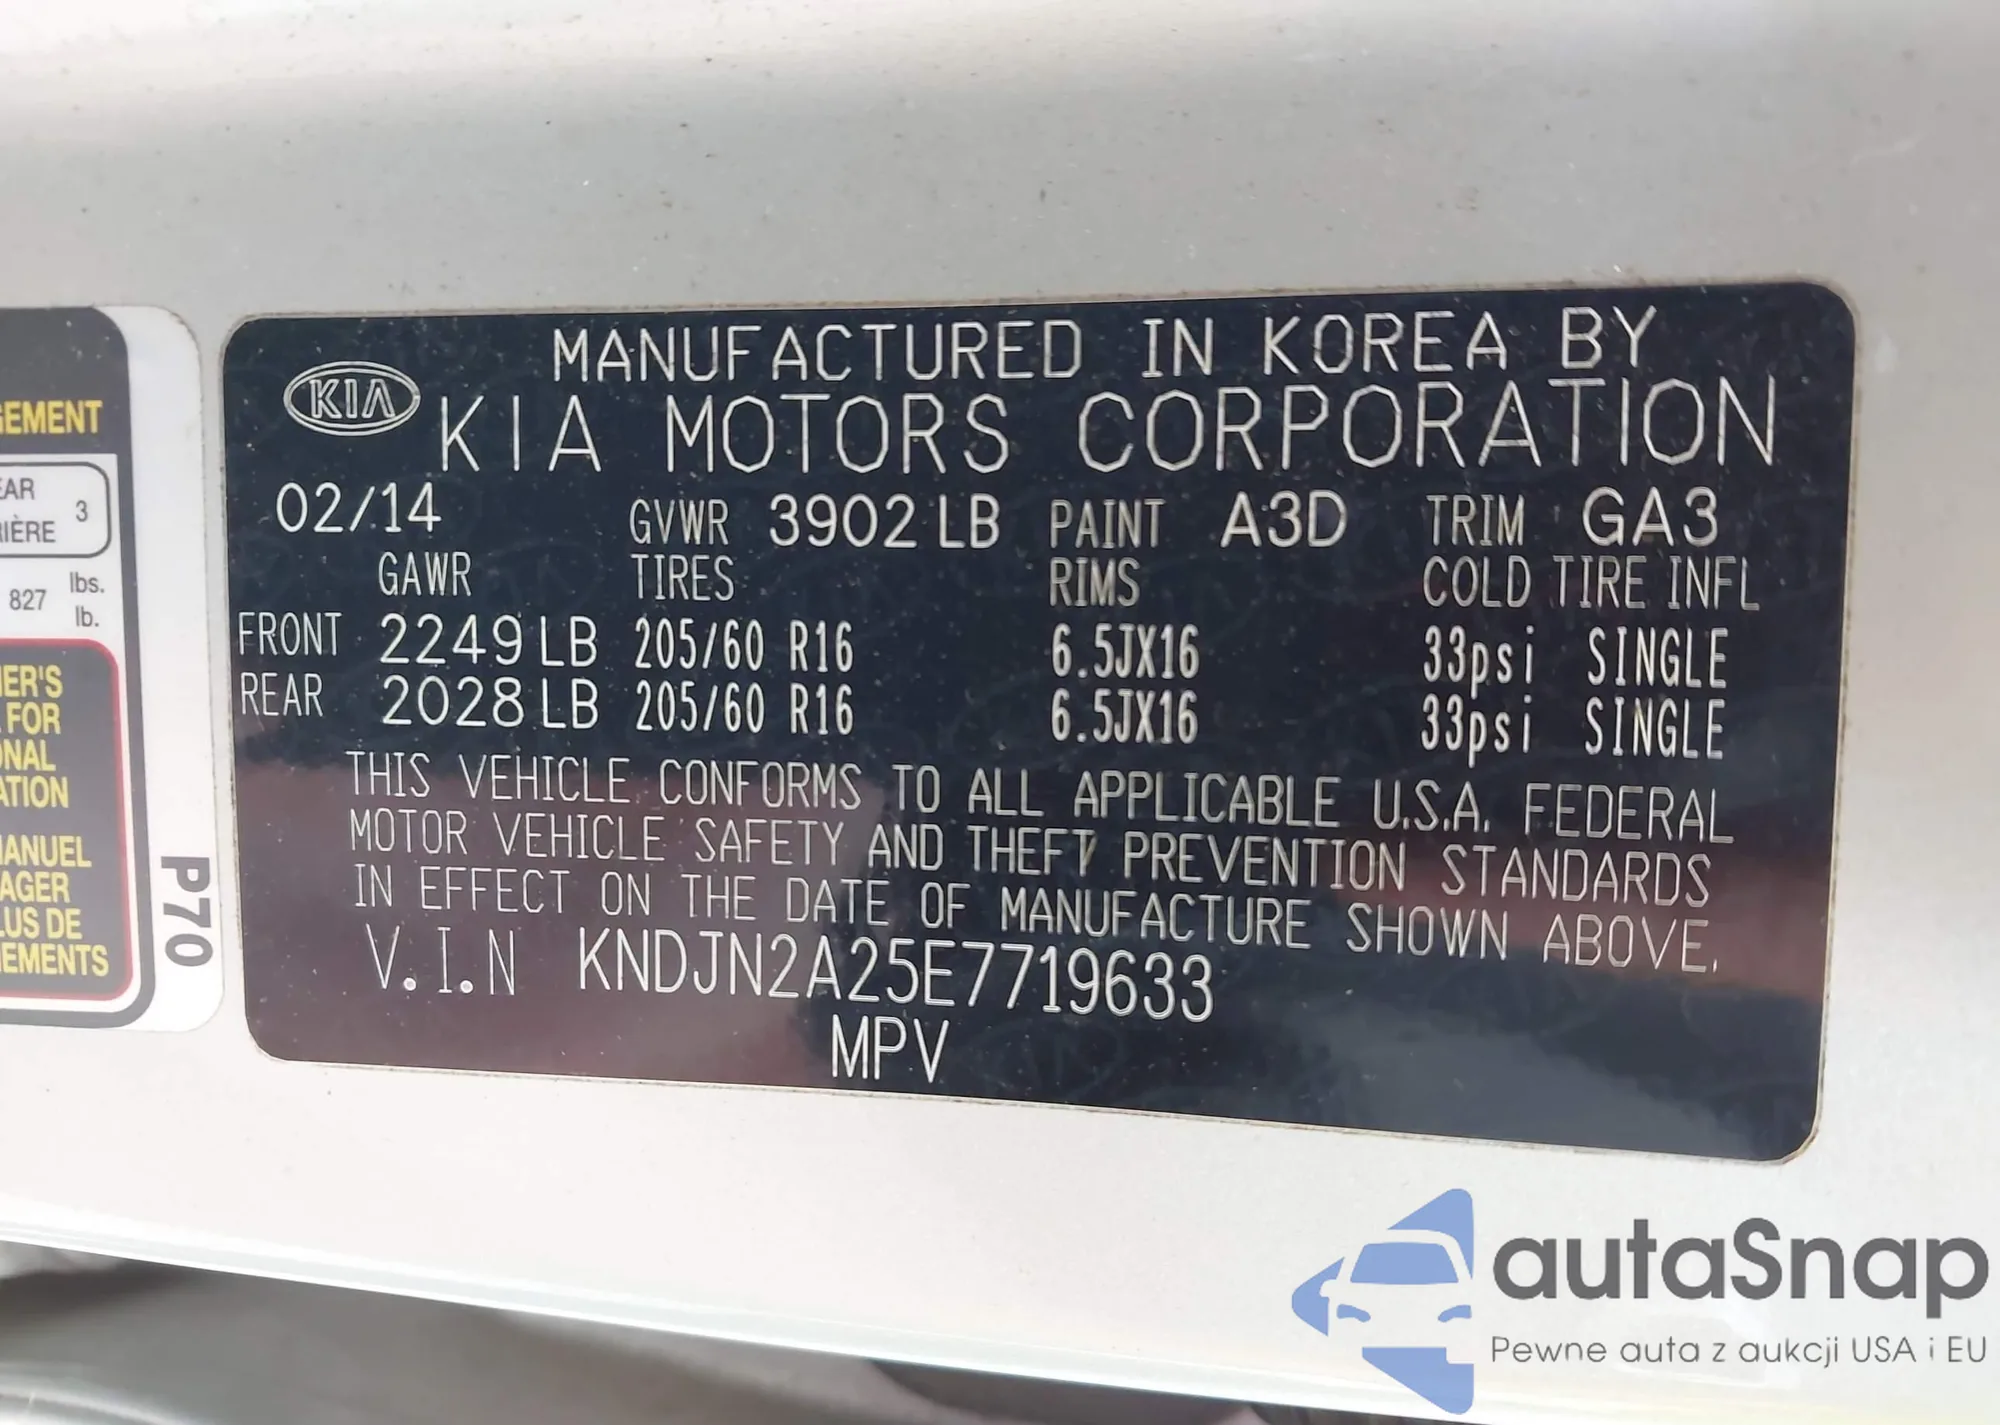 MANUFACTURED IN KOREA BY
KIA KIA MOTORS CORPORATION
02/14 GVWR 3902 LB PAINT A3D TRIM GA3
GAWR TIRES RIMS COLD TIRE INFL
FRONT 2249 LB 205/60 R16 6.5JX16 33psi SINGLE
REAR 2028 LB 205/60 R16 6.5JX16 33psi SINGLE
THIS VEHICLE CONFORMS TO ALL APPLICABLE U.S.A. FEDERAL
MOTOR VEHICLE SAFETY AND THEFT PREVENTION STANDARDS
IN EFFECT ON THE DATE OF MANUFACTURE SHOWN ABOVE.
V.I.N KNDJN2A25E7719633
MPV
3
827 lbs.
lb.
FOR
LUS DE
P70
autaSnap
Pewne auta z aukcji USA i EU